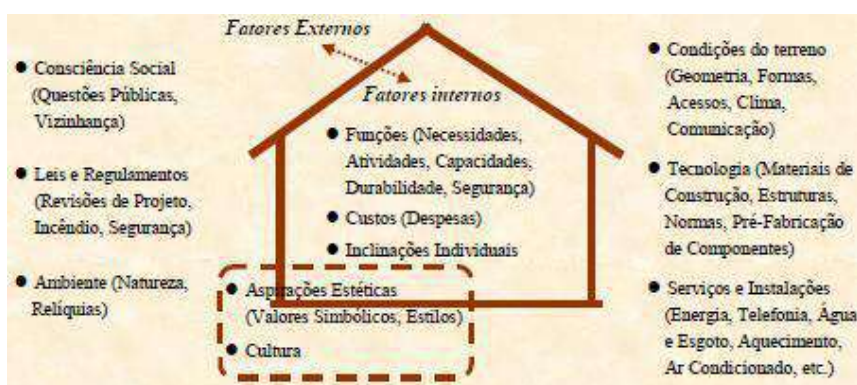 Fatores Externos
Fatores internos
● Consciência Social
(Questões Públicas,
Vizinhança)
● Leis e Regulamentos
(Revisões de Projeto,
Incêndio, Segurança)
● Ambiente (Natureza,
Relíquias)
● Funções (Necessidades,
Atividades, Capacidades,
Durabilidade, Segurança)
● Custos (Despesas)
● Inclinações Individuais
● Aspirações Estéticas
(Valores Simbólicos, Estilos)
● Cultura
● Condições do terreno
(Geometria, Formas,
Acessos, Clima,
Comunicação)
● Tecnologia (Materiais de
Construção, Estruturas,
Normas, Pré-Fabricação
de Componentes)
● Serviços e Instalações
(Energia, Telefonia, Água
e Esgoto, Aquecimento,
Ar Condicionado, etc.)